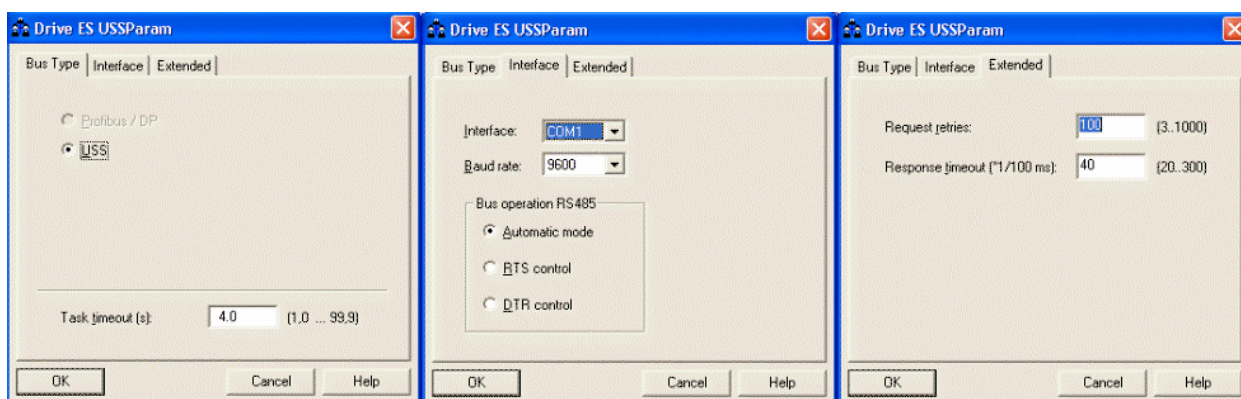 Drive ES USSParam
Bus Type Interface Extended
Profibus / DP
USS
Task timeout (s): 4.0 (1,0 ... 99,9)
OK Cancel Help
Drive ES USSParam
Bus Type Interface Extended
Interface: COM1
Baud rate: 9600
Bus operation RS485
Automatic mode
RTS control
DTR control
OK Cancel Help
Drive ES USSParam
Bus Type Interface Extended
Request retries: 100 (3..1000)
Response timeout (*1/100 ms): 40 (20..300)
OK Cancel Help